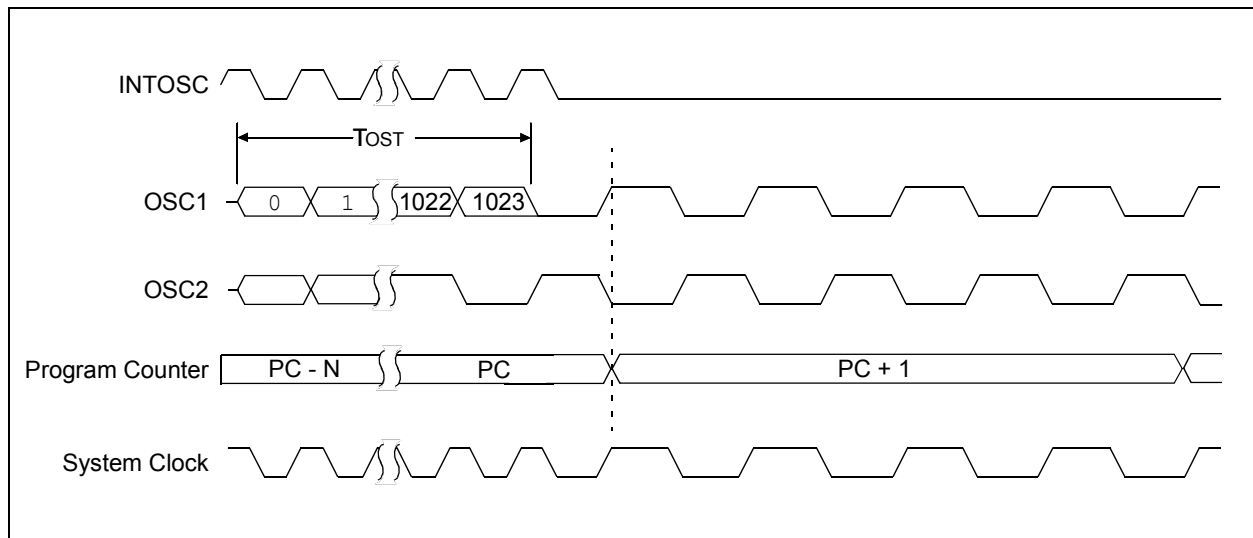 INTOSC
TOST
OSC1 0 1 1022 1023
OSC2
Program Counter PC - N PC PC + 1
System Clock